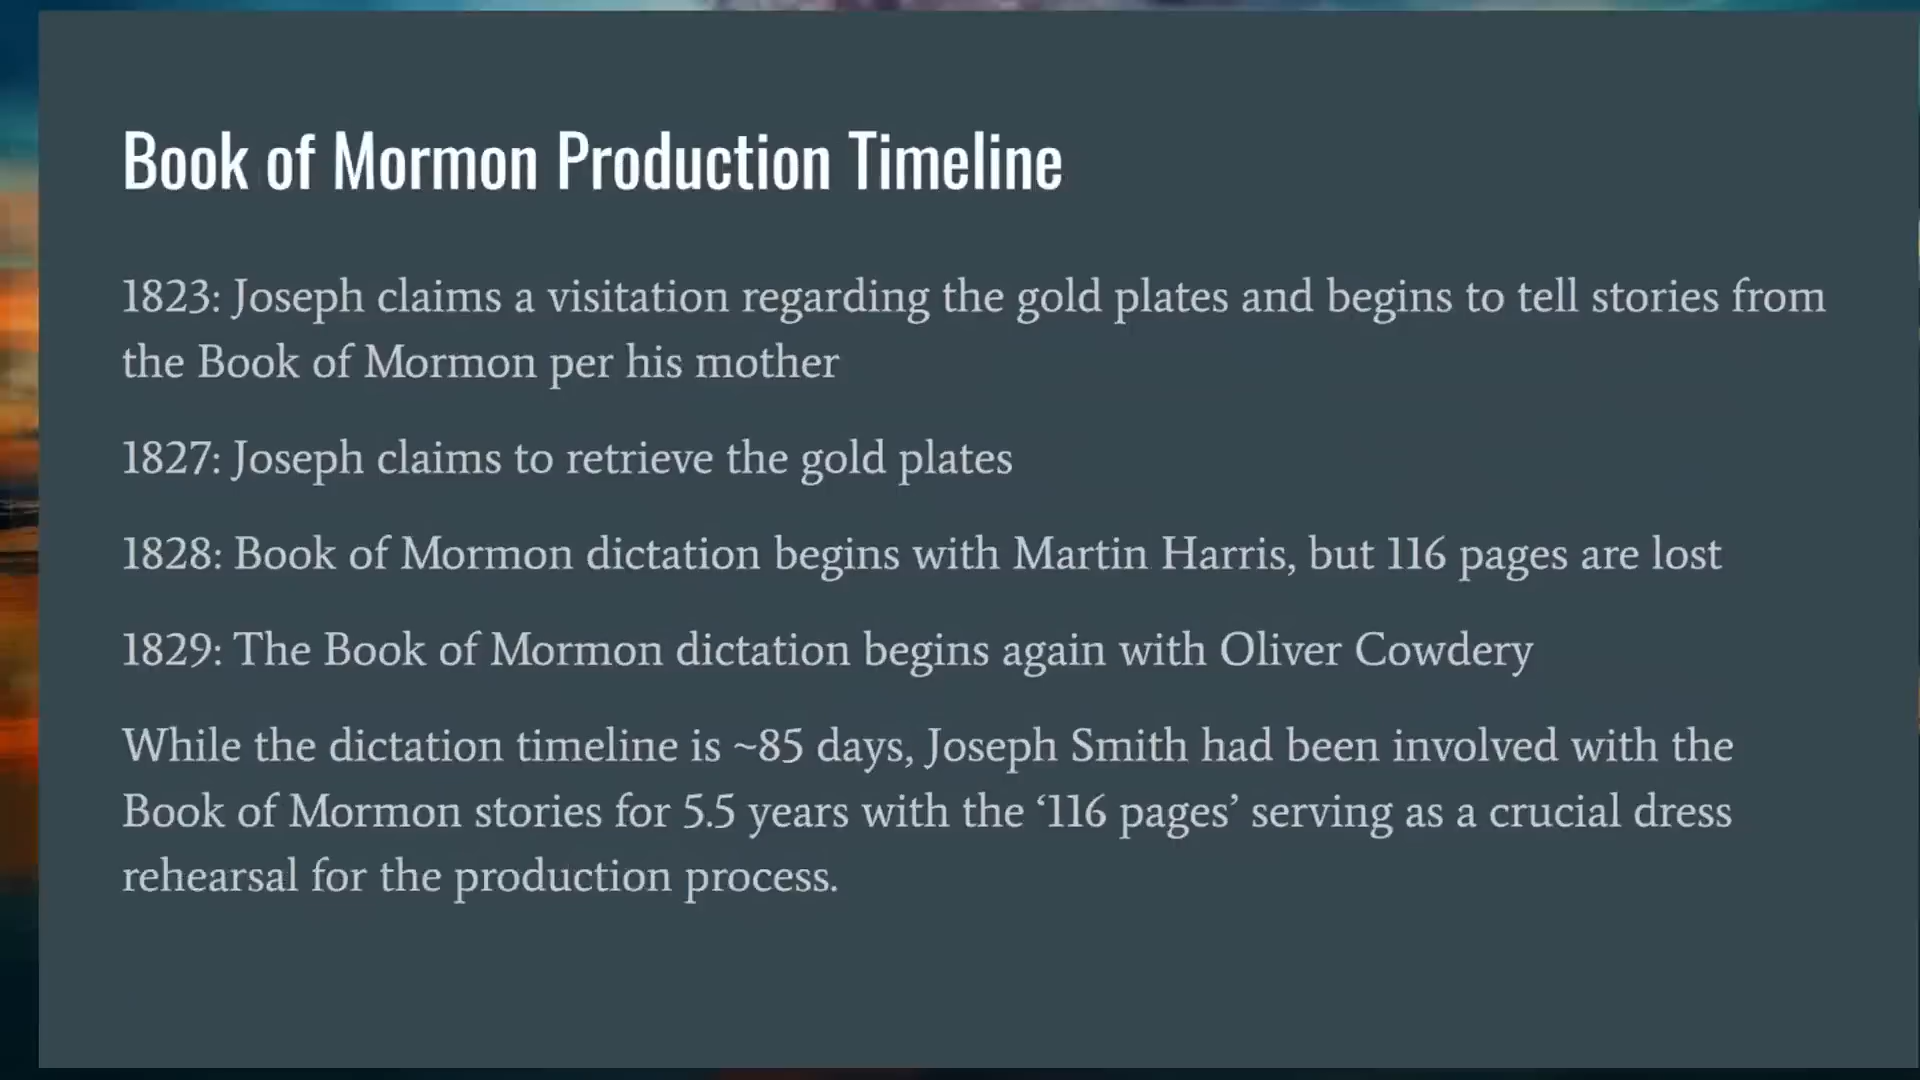 Book of Mormon Production Timeline
1823: Joseph claims a visitation regarding the gold plates and begins to tell stories from
the Book of Mormon per his mother
1827: Joseph claims to retrieve the gold plates
1828: Book of Mormon dictation begins with Martin Harris, but 116 pages are lost
1829: The Book of Mormon dictation begins again with Oliver Cowdery
While the dictation timeline is ~85 days, Joseph Smith had been involved with the
Book of Mormon stories for 5.5 years with the ‘116 pages’ serving as a crucial dress
rehearsal for the production process.